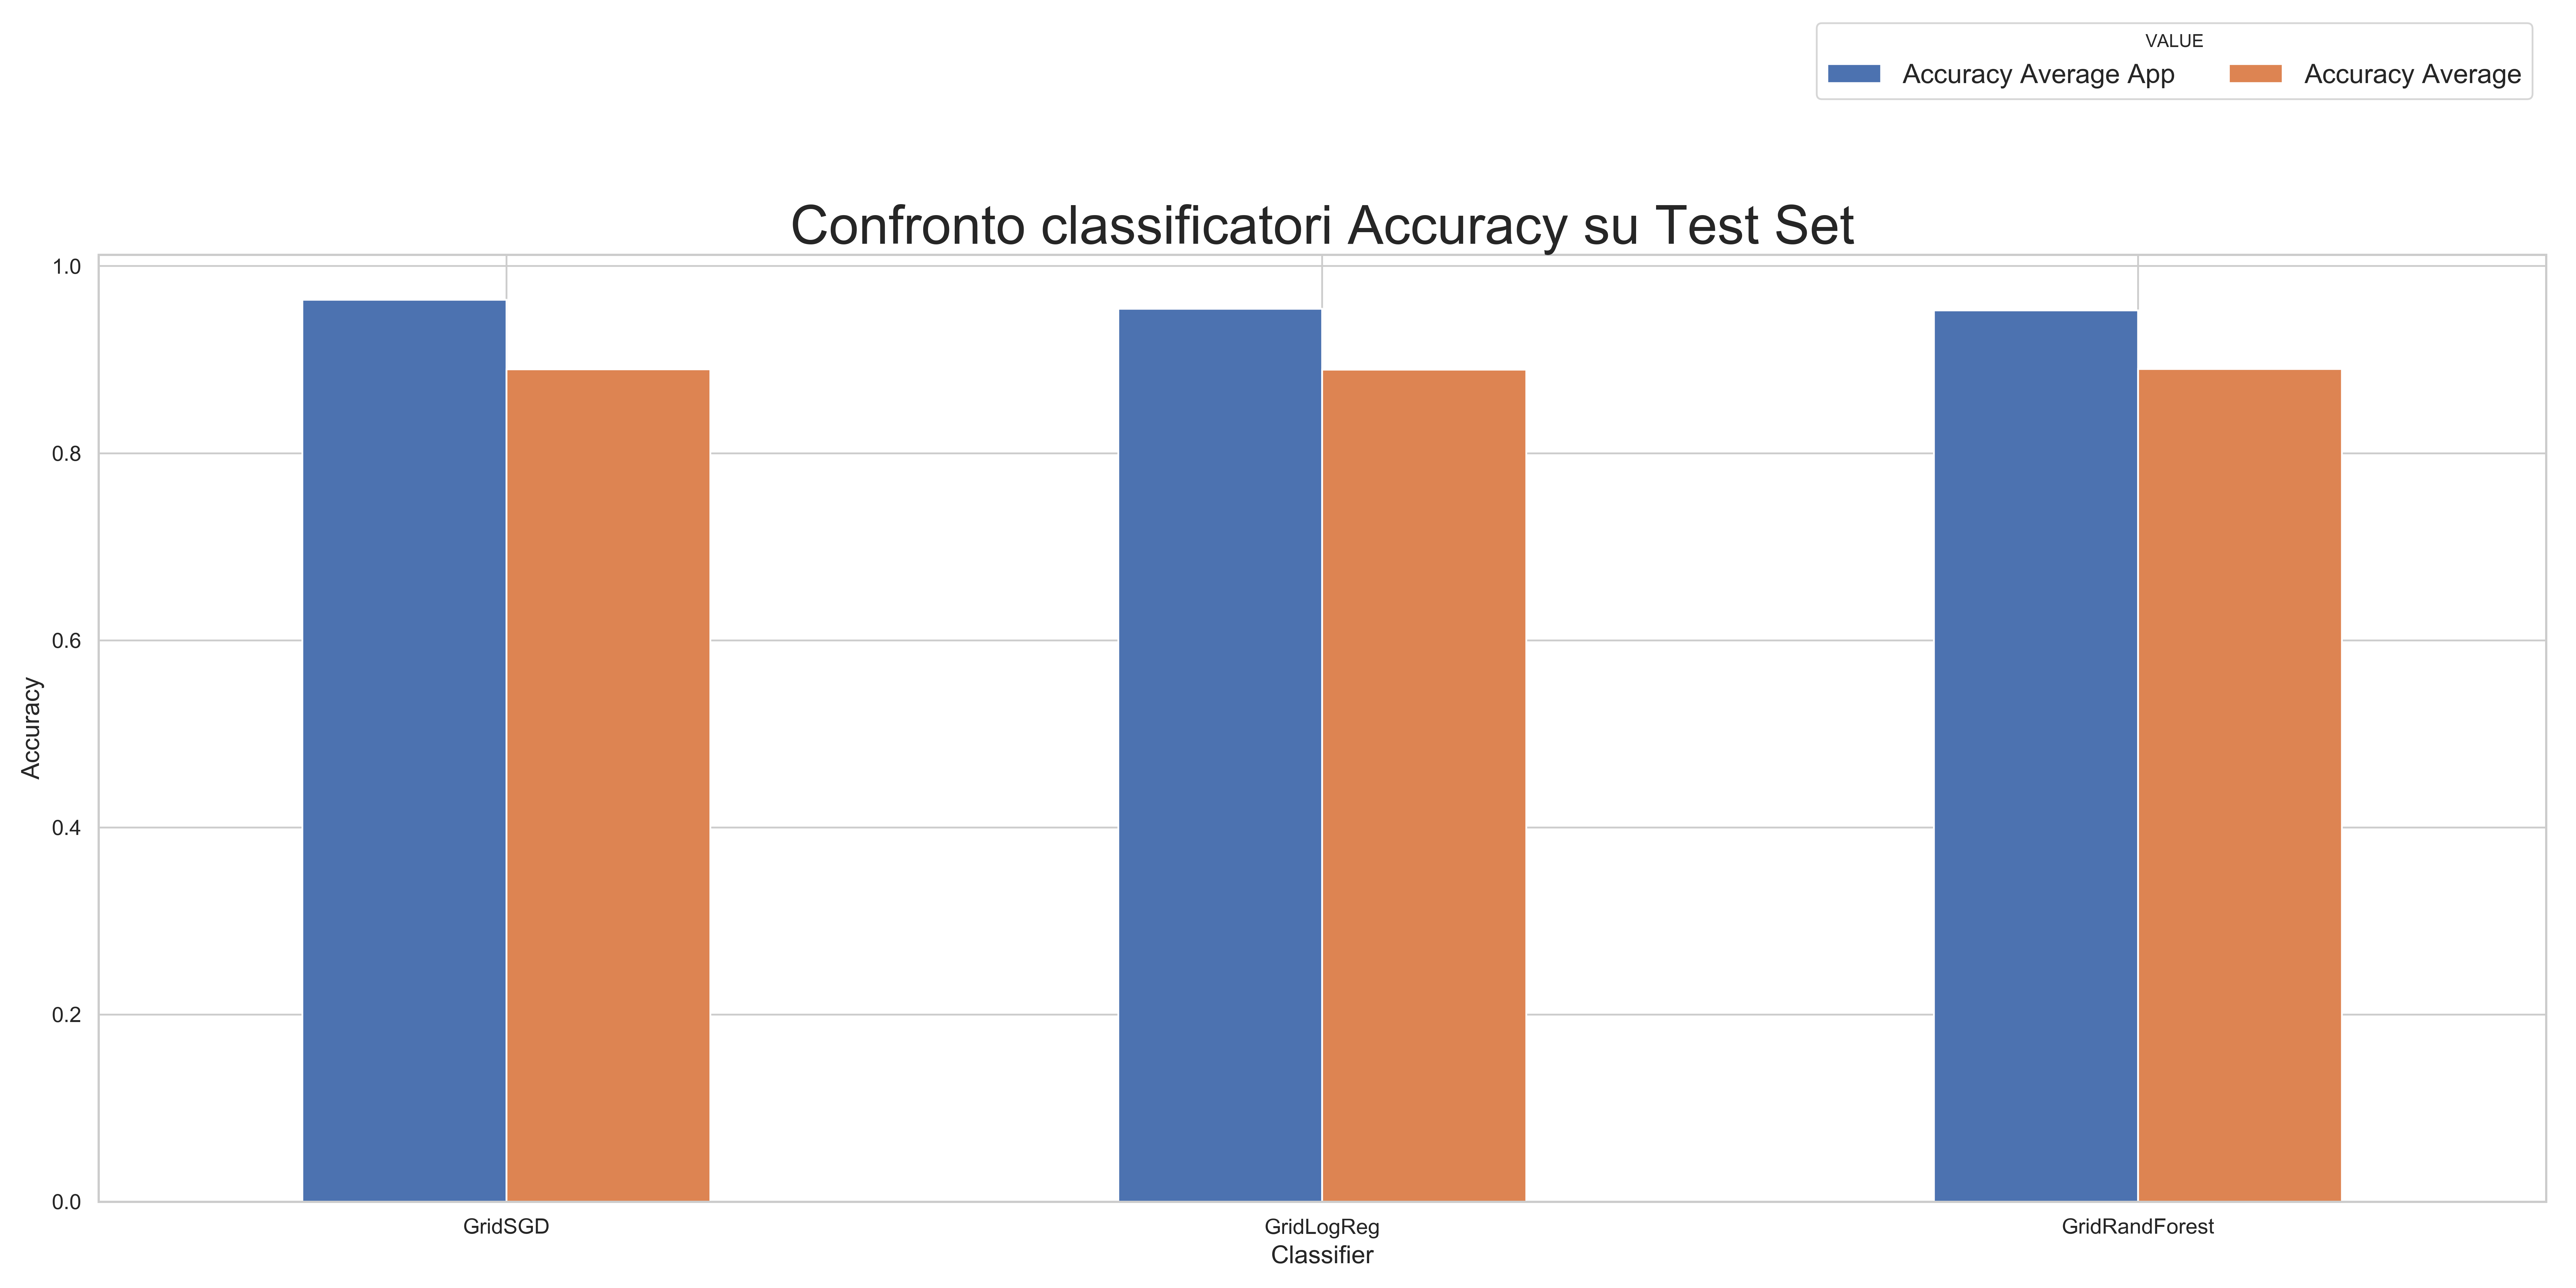 VALUE
Accuracy Average App Accuracy Average
Confronto classificatori Accuracy su Test Set
1.0
0.8
0.6
0.4
0.2
0.0
Accuracy
GridSGD GridLogReg GridRandForest
Classifier